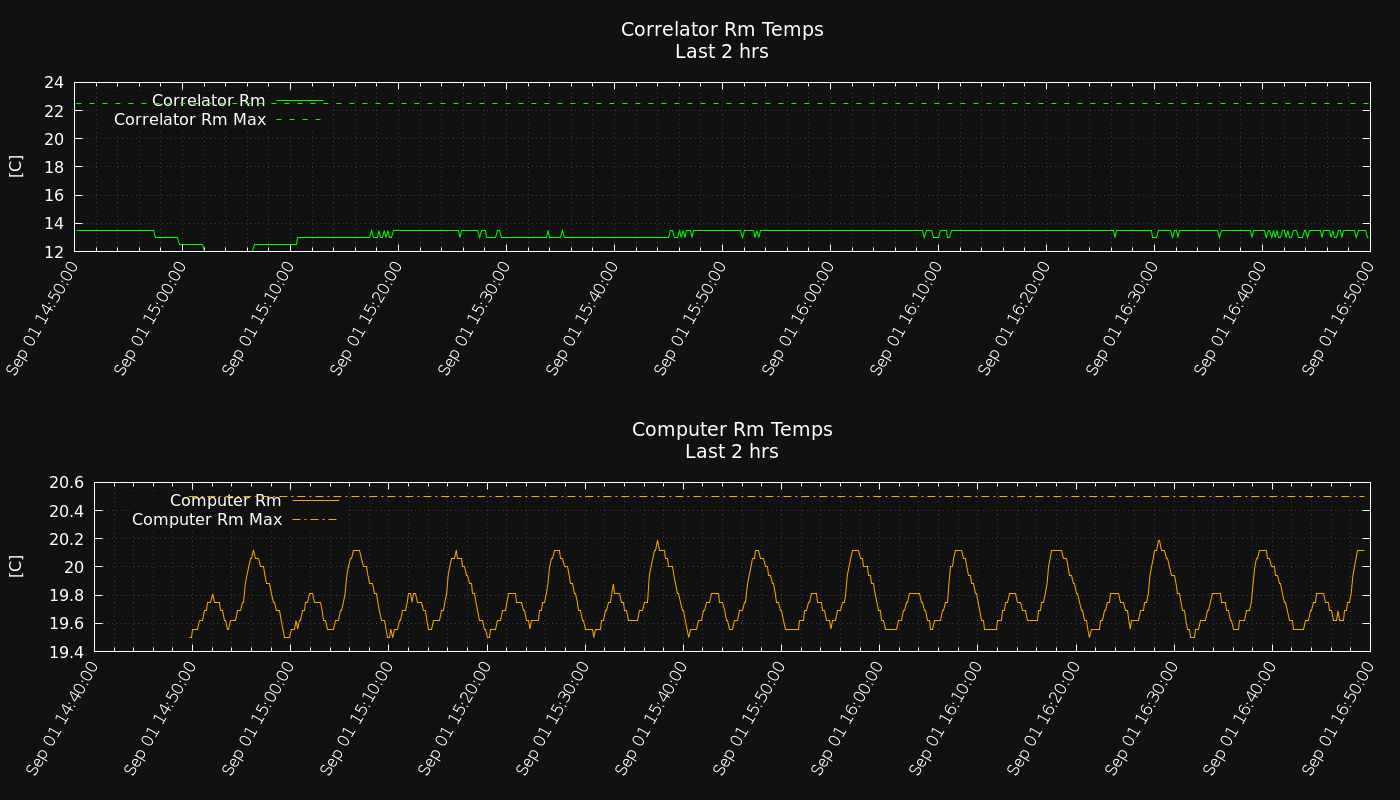 Correlator Rm Temps
Last 2 hrs
24
22
20
18
16
14
12
[C]
Correlator Rm
Correlator Rm Max
Sep 01 14:50:00
Sep 01 15:00:00
Sep 01 15:10:00
Sep 01 15:20:00
Sep 01 15:30:00
Sep 01 15:40:00
Sep 01 15:50:00
Sep 01 16:00:00
Sep 01 16:10:00
Sep 01 16:20:00
Sep 01 16:30:00
Sep 01 16:40:00
Sep 01 16:50:00
Computer Rm Temps
Last 2 hrs
20.6
20.4
20.2
20
19.8
19.6
19.4
[C]
Computer Rm
Computer Rm Max
Sep 01 14:40:00
Sep 01 14:50:00
Sep 01 15:00:00
Sep 01 15:10:00
Sep 01 15:20:00
Sep 01 15:30:00
Sep 01 15:40:00
Sep 01 15:50:00
Sep 01 16:00:00
Sep 01 16:10:00
Sep 01 16:20:00
Sep 01 16:30:00
Sep 01 16:40:00
Sep 01 16:50:00